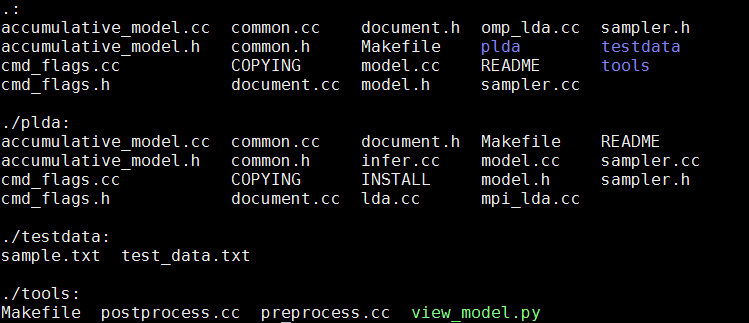 .:
accumulative_model.cc  common.cc    document.h  omp_lda.cc  sampler.h
accumulative_model.h   common.h     Makefile    plda        testdata
cmd_flags.cc           COPYING      model.cc    README      tools
cmd_flags.h            document.cc  model.h     sampler.cc
./plda:
accumulative_model.cc  common.cc    document.h  Makefile    README
accumulative_model.h   common.h     infer.cc    model.cc    sampler.cc
cmd_flags.cc           COPYING      INSTALL     model.h     sampler.h
cmd_flags.h            document.cc  lda.cc      mpi_lda.cc
./testdata:
sample.txt  test_data.txt
./tools:
Makefile  postprocess.cc  preprocess.cc  view_model.py